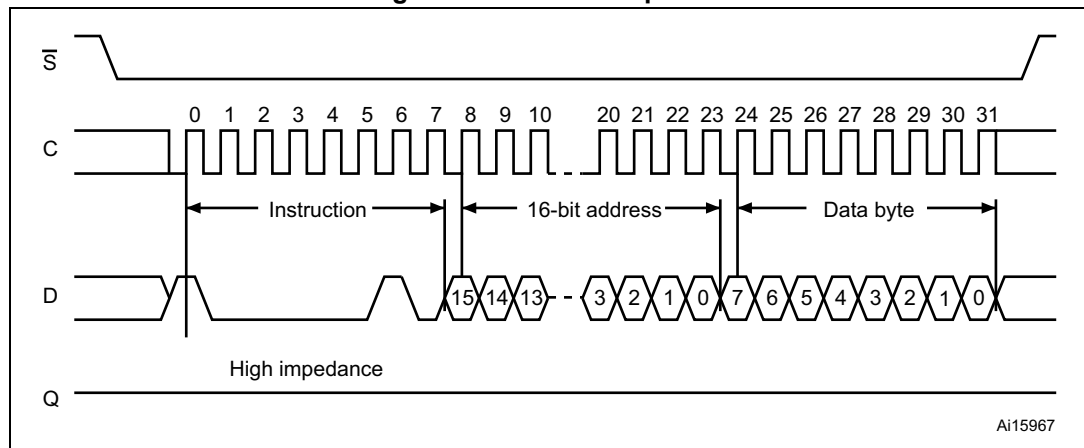 S
0 1 2 3 4 5 6 7 8 9 10 20 21 22 23 24 25 26 27 28 29 30 31
C
Instruction 16-bit address Data byte
D 15 14 13 3 2 1 0 7 6 5 4 3 2 1 0
High impedance
Q
Ai15967